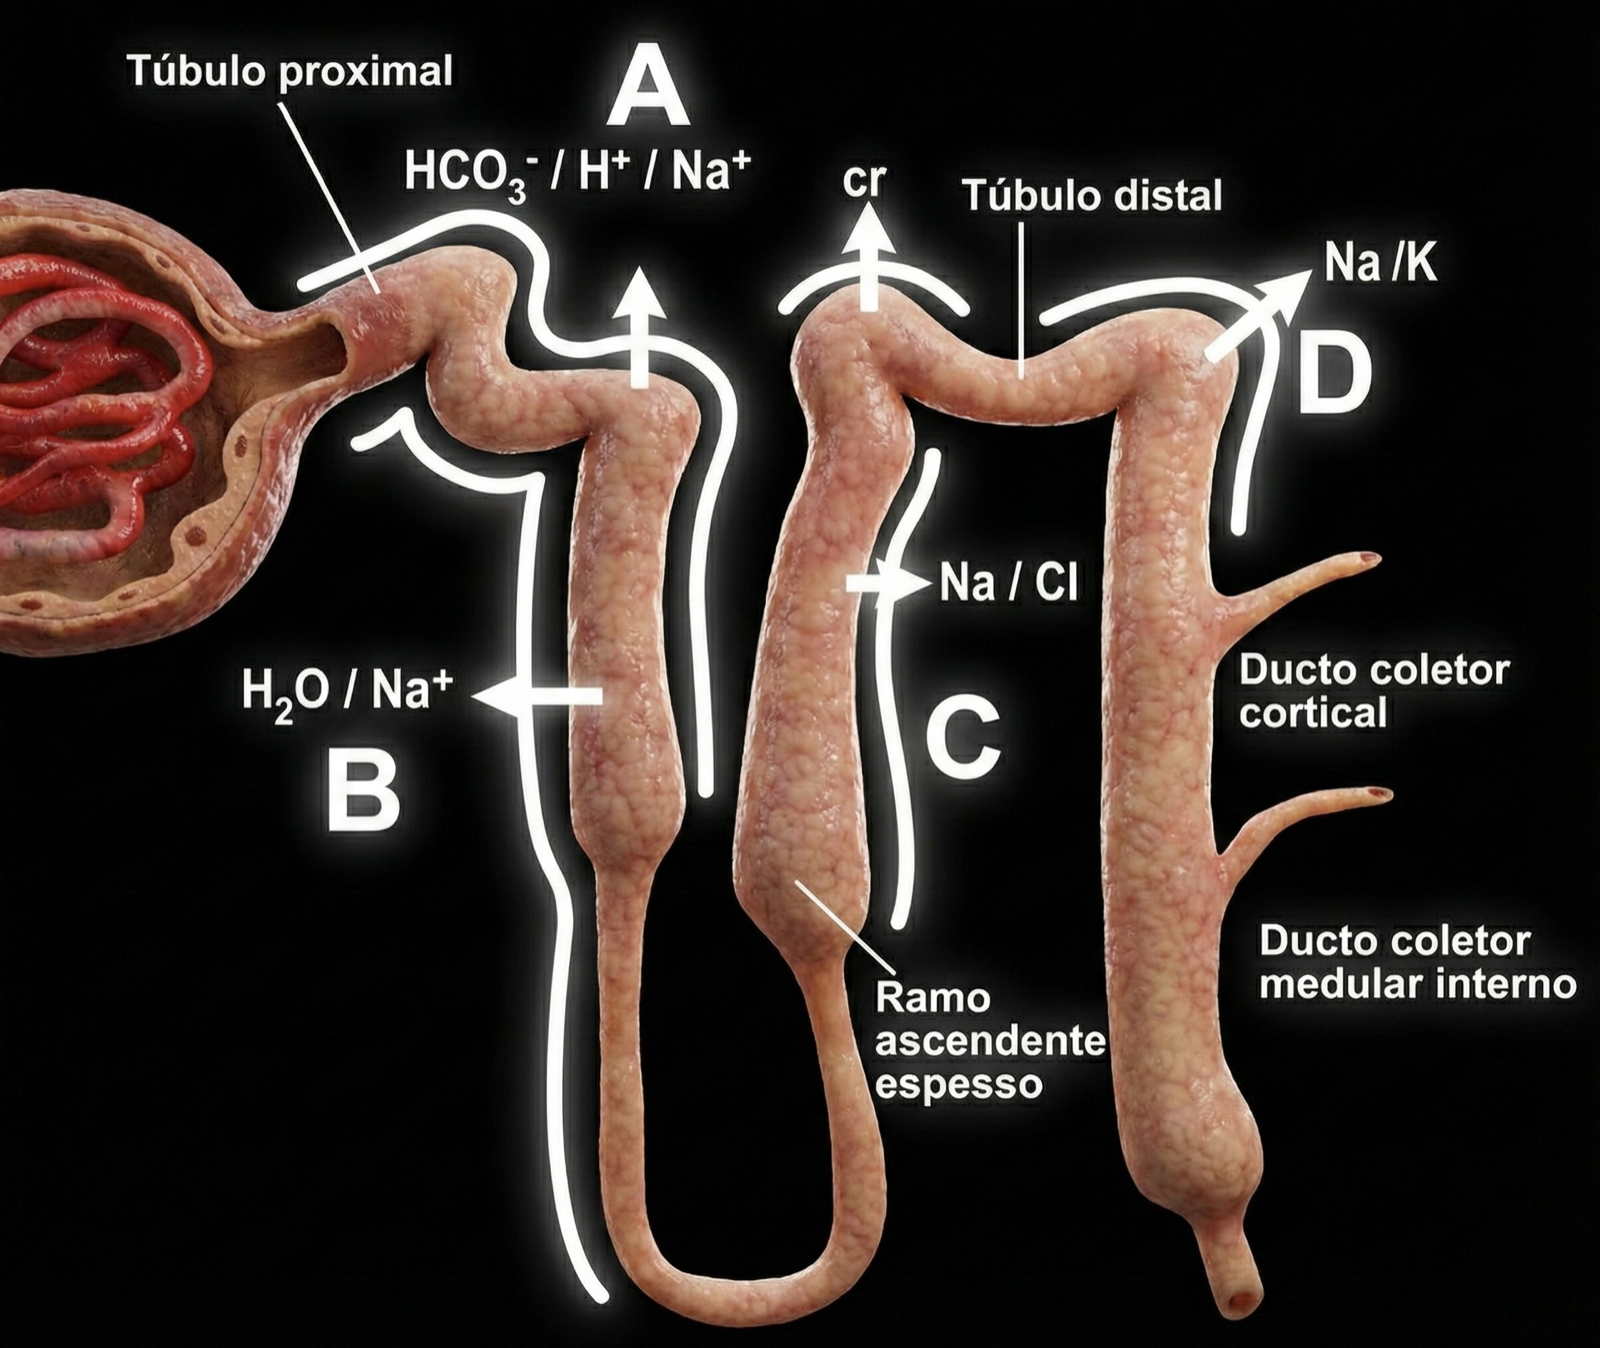 Túbulo proximal
A
HCO₃⁻ / H⁺ / Na⁺
cr
Túbulo distal
Na /K
D
Na / Cl
H₂O / Na⁺
B
C
Ducto coletor
cortical
Ramo
ascendente
espesso
Ducto coletor
medular interno